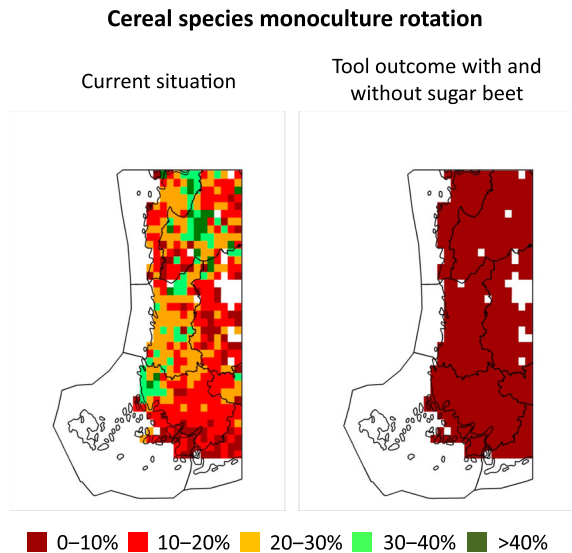 Cereal species monoculture rotation
Current situation
Tool outcome with and
without sugar beet
0–10% 10–20% 20–30% 30–40% >40%